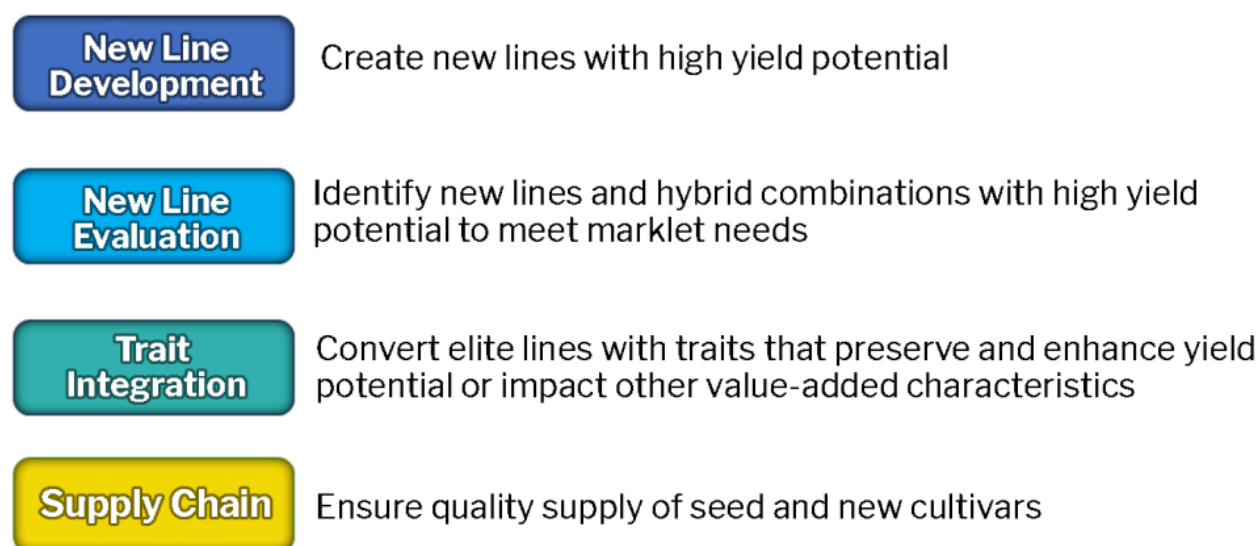 New Line
Development
Create new lines with high yield potential
New Line
Evaluation
Identify new lines and hybrid combinations with high yield
potential to meet marklet needs
Trait
Integration
Convert elite lines with traits that preserve and enhance yield
potential or impact other value-added characteristics
Supply Chain
Ensure quality supply of seed and new cultivars